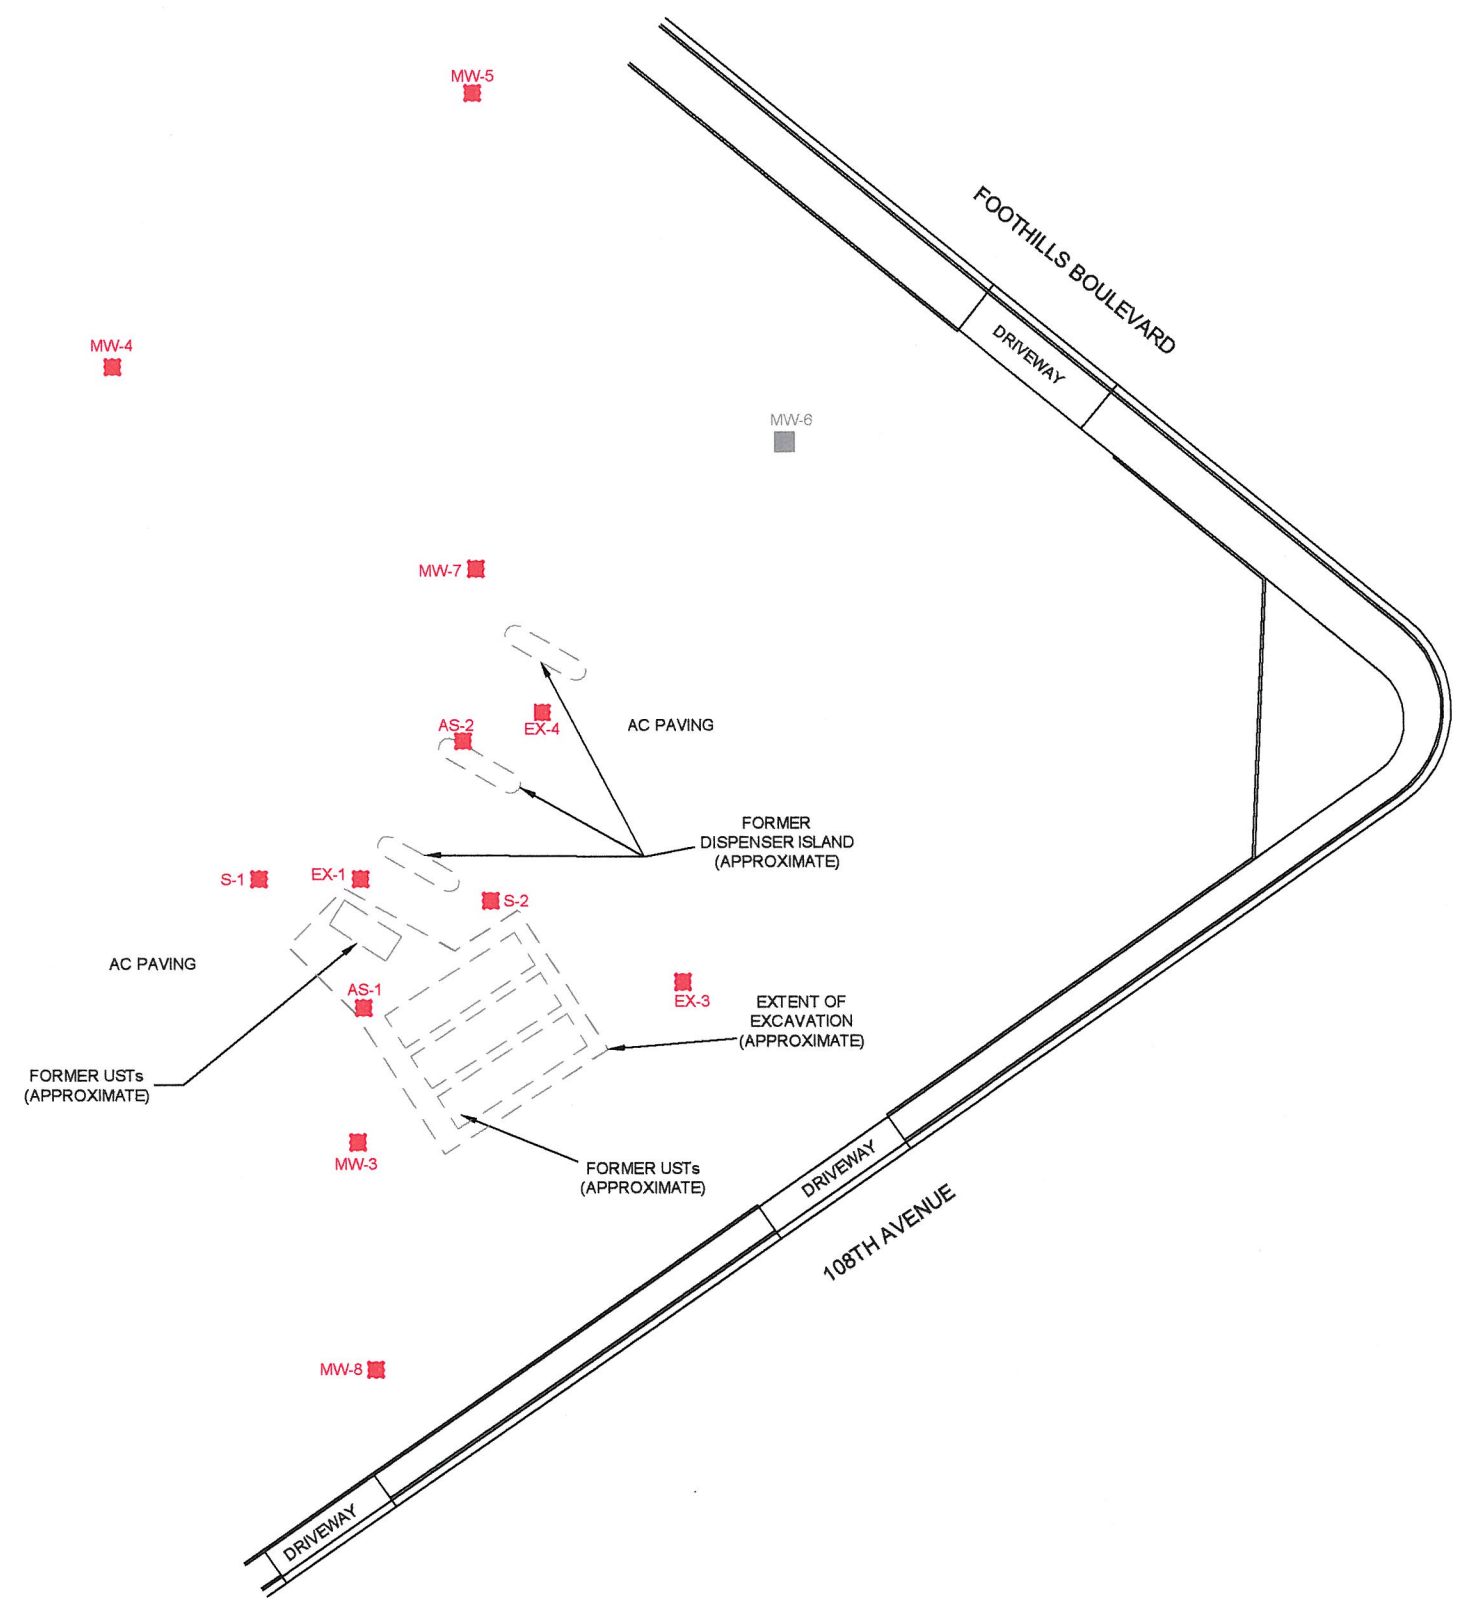 MW-5
FOOTHILLS BOULEVARD
MW-4
DRIVEWAY
MW-6
MW-7
AS-2
EX-4
AC PAVING
FORMER
DISPENSER ISLAND
(APPROXIMATE)
S-1
EX-1
S-2
AC PAVING
AS-1
EX-3
EXTENT OF
EXCAVATION
(APPROXIMATE)
FORMER USTs
(APPROXIMATE)
MW-3
FORMER USTs
(APPROXIMATE)
DRIVEWAY
108TH AVENUE
MW-8
DRIVEWAY